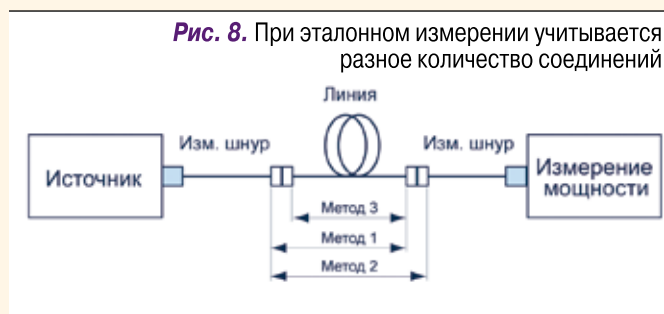 Рис. 8. При эталонном измерении учитывается
разное количество соединений
Линия
Изм. шнур
Изм. шнур
Источник
Измерение
мощности
Метод 3
Метод 1
Метод 2